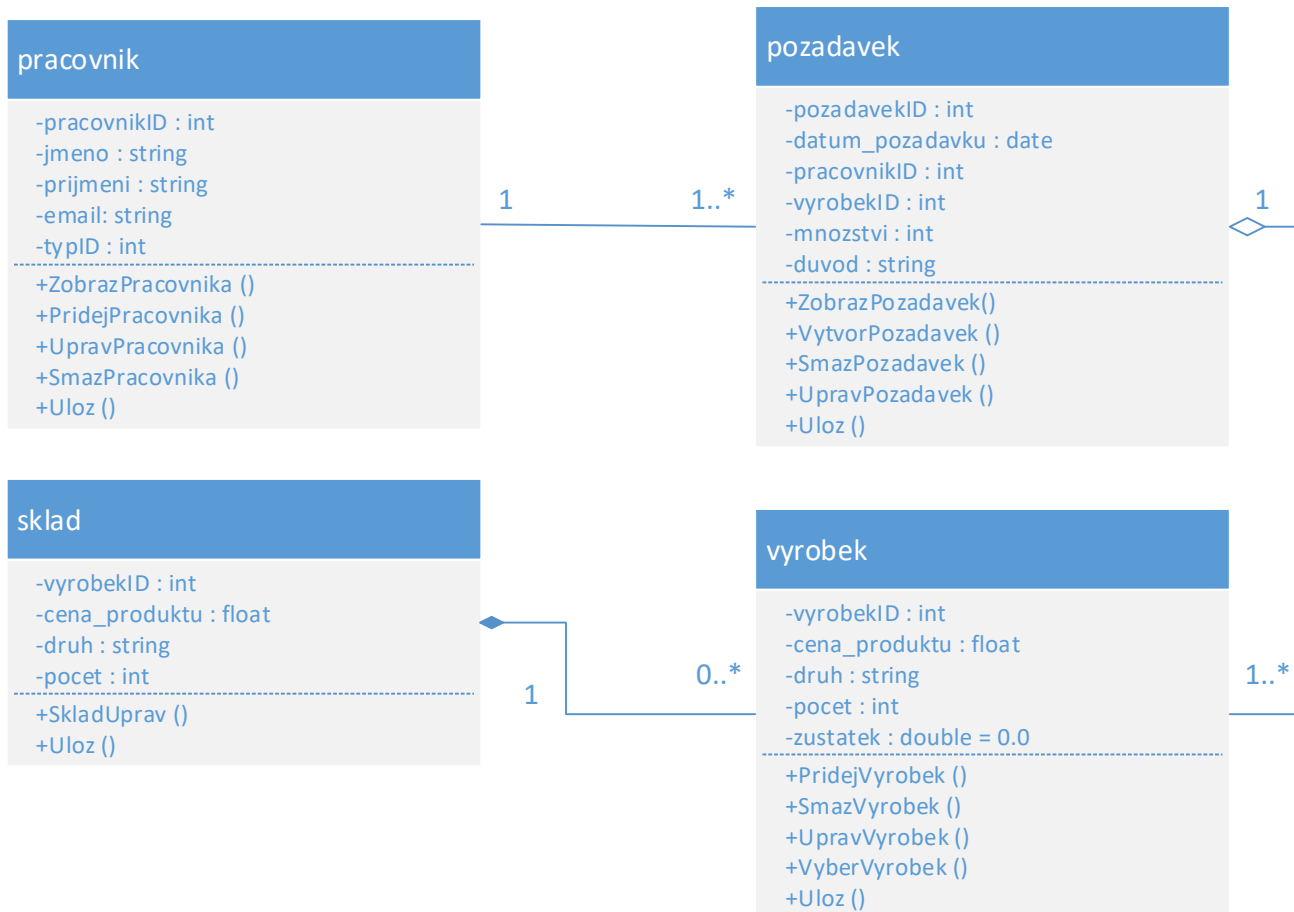 pracovnik
-pracovnikID : int
-jmeno : string
-prijmeni : string
-email: string
-typID : int
+ZobrazPracovnika ()
+PridejPracovnika ()
+UpravPracovnika ()
+SmazPracovnika ()
+Uloz ()
1
1..*
pozadavek
-pozadavekID : int
-datum_pozadavku : date
-pracovnikID : int
-vyrobekID : int
-mnozstvi : int
-duvod : string
+ZobrazPozadavek()
+VytvorPozadavek ()
+SmazPozadavek ()
+UpravPozadavek ()
+Uloz ()
1
sklad
-vyrobekID : int
-cena_produktu : float
-druh : string
-pocet : int
+SkladUprav ()
+Uloz ()
1
0..*
vyrobek
-vyrobekID : int
-cena_produktu : float
-druh : string
-pocet : int
-zustatek : double = 0.0
+PridejVyrobek ()
+SmazVyrobek ()
+UpravVyrobek ()
+VyberVyrobek ()
+Uloz ()
1..*